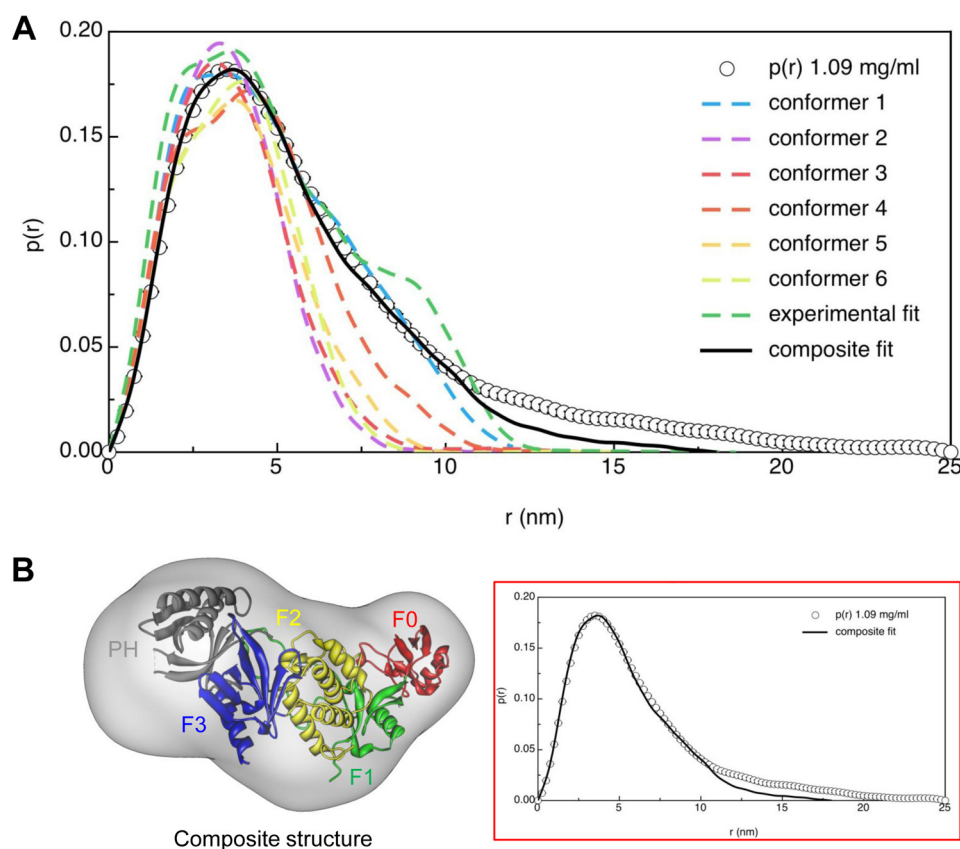 A
0.20
0.15
0.10
0.05
0.00
p(r)
0
5
10
15
20
25
r (nm)
p(r) 1.09 mg/ml
conformer 1
conformer 2
conformer 3
conformer 4
conformer 5
conformer 6
experimental fit
composite fit
B
PH
F3
F2
F1
F0
Composite structure
0.20
0.15
0.10
0.05
0.00
p(r)
0
5
10
15
20
25
r (nm)
p(r) 1.09 mg/ml
composite fit